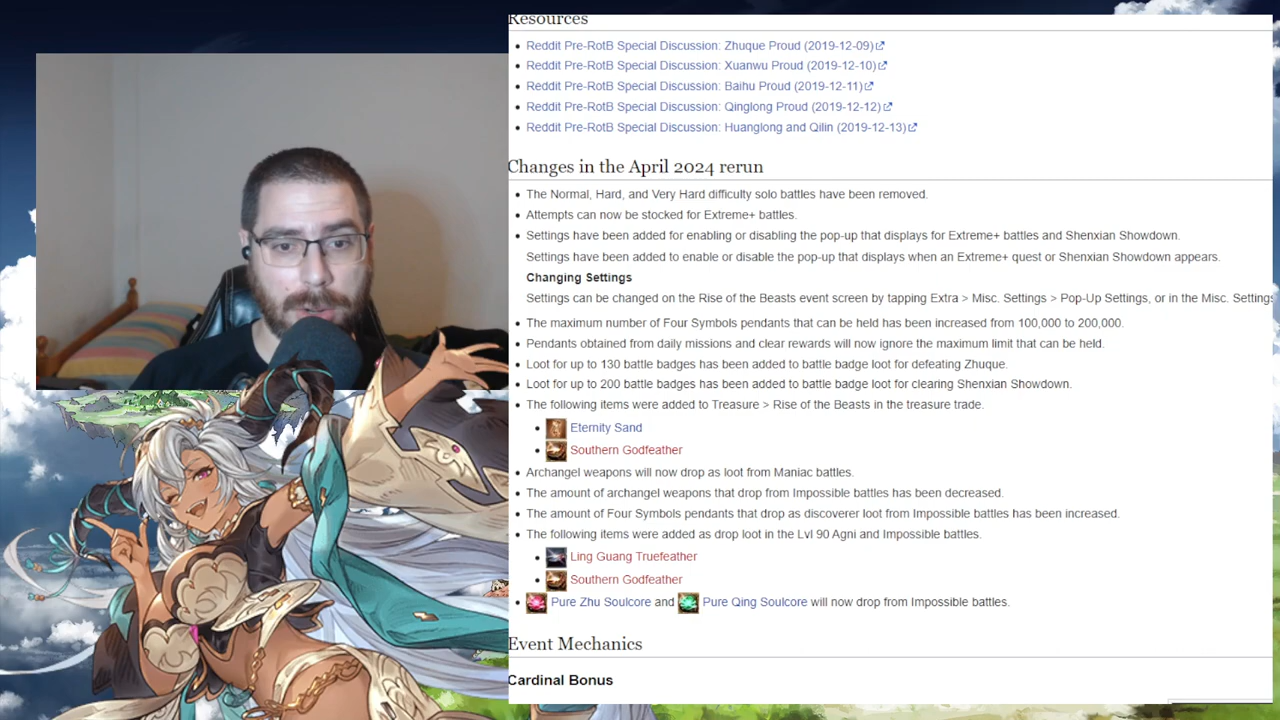 Resources
Reddit Pre-RotB Special Discussion: Zhuque Proud (2019-12-09)
Reddit Pre-RotB Special Discussion: Xuanwu Proud (2019-12-10)
Reddit Pre-RotB Special Discussion: Baihu Proud (2019-12-11)
Reddit Pre-RotB Special Discussion: Qinglong Proud (2019-12-12)
Reddit Pre-RotB Special Discussion: Huanglong and Qilin (2019-12-13)
Changes in the April 2024 rerun
The Normal, Hard, and Very Hard difficulty solo battles have been removed.
Attempts can now be stocked for Extreme+ battles.
Settings have been added for enabling or disabling the pop-up that displays for Extreme+ battles and Shenxian Showdown.
Settings have been added to enable or disable the pop-up that displays when an Extreme+ quest or Shenxian Showdown appears.
Changing Settings
Settings can be changed on the Rise of the Beasts event screen by tapping Extra > Misc. Settings > Pop-Up Settings, or in the Misc. Settings
The maximum number of Four Symbols pendants that can be held has been increased from 100,000 to 200,000.
Pendants obtained from daily missions and clear rewards will now ignore the maximum limit that can be held.
Loot for up to 130 battle badges has been added to battle badge loot for defeating Zhuque.
Loot for up to 200 battle badges has been added to battle badge loot for clearing Shenxian Showdown.
The following items were added to Treasure > Rise of the Beasts in the treasure trade.
Eternity Sand
Southern Godfeather
Archangel weapons will now drop as loot from Maniac battles.
The amount of archangel weapons that drop from Impossible battles has been decreased.
The amount of Four Symbols pendants that drop as discoverer loot from Impossible battles has been increased.
The following items were added as drop loot in the Lvl 90 Agni and Impossible battles.
Ling Guang Truefeather
Southern Godfeather
Pure Zhu Soulcore and Pure Qing Soulcore will now drop from Impossible battles.
Event Mechanics
Cardinal Bonus